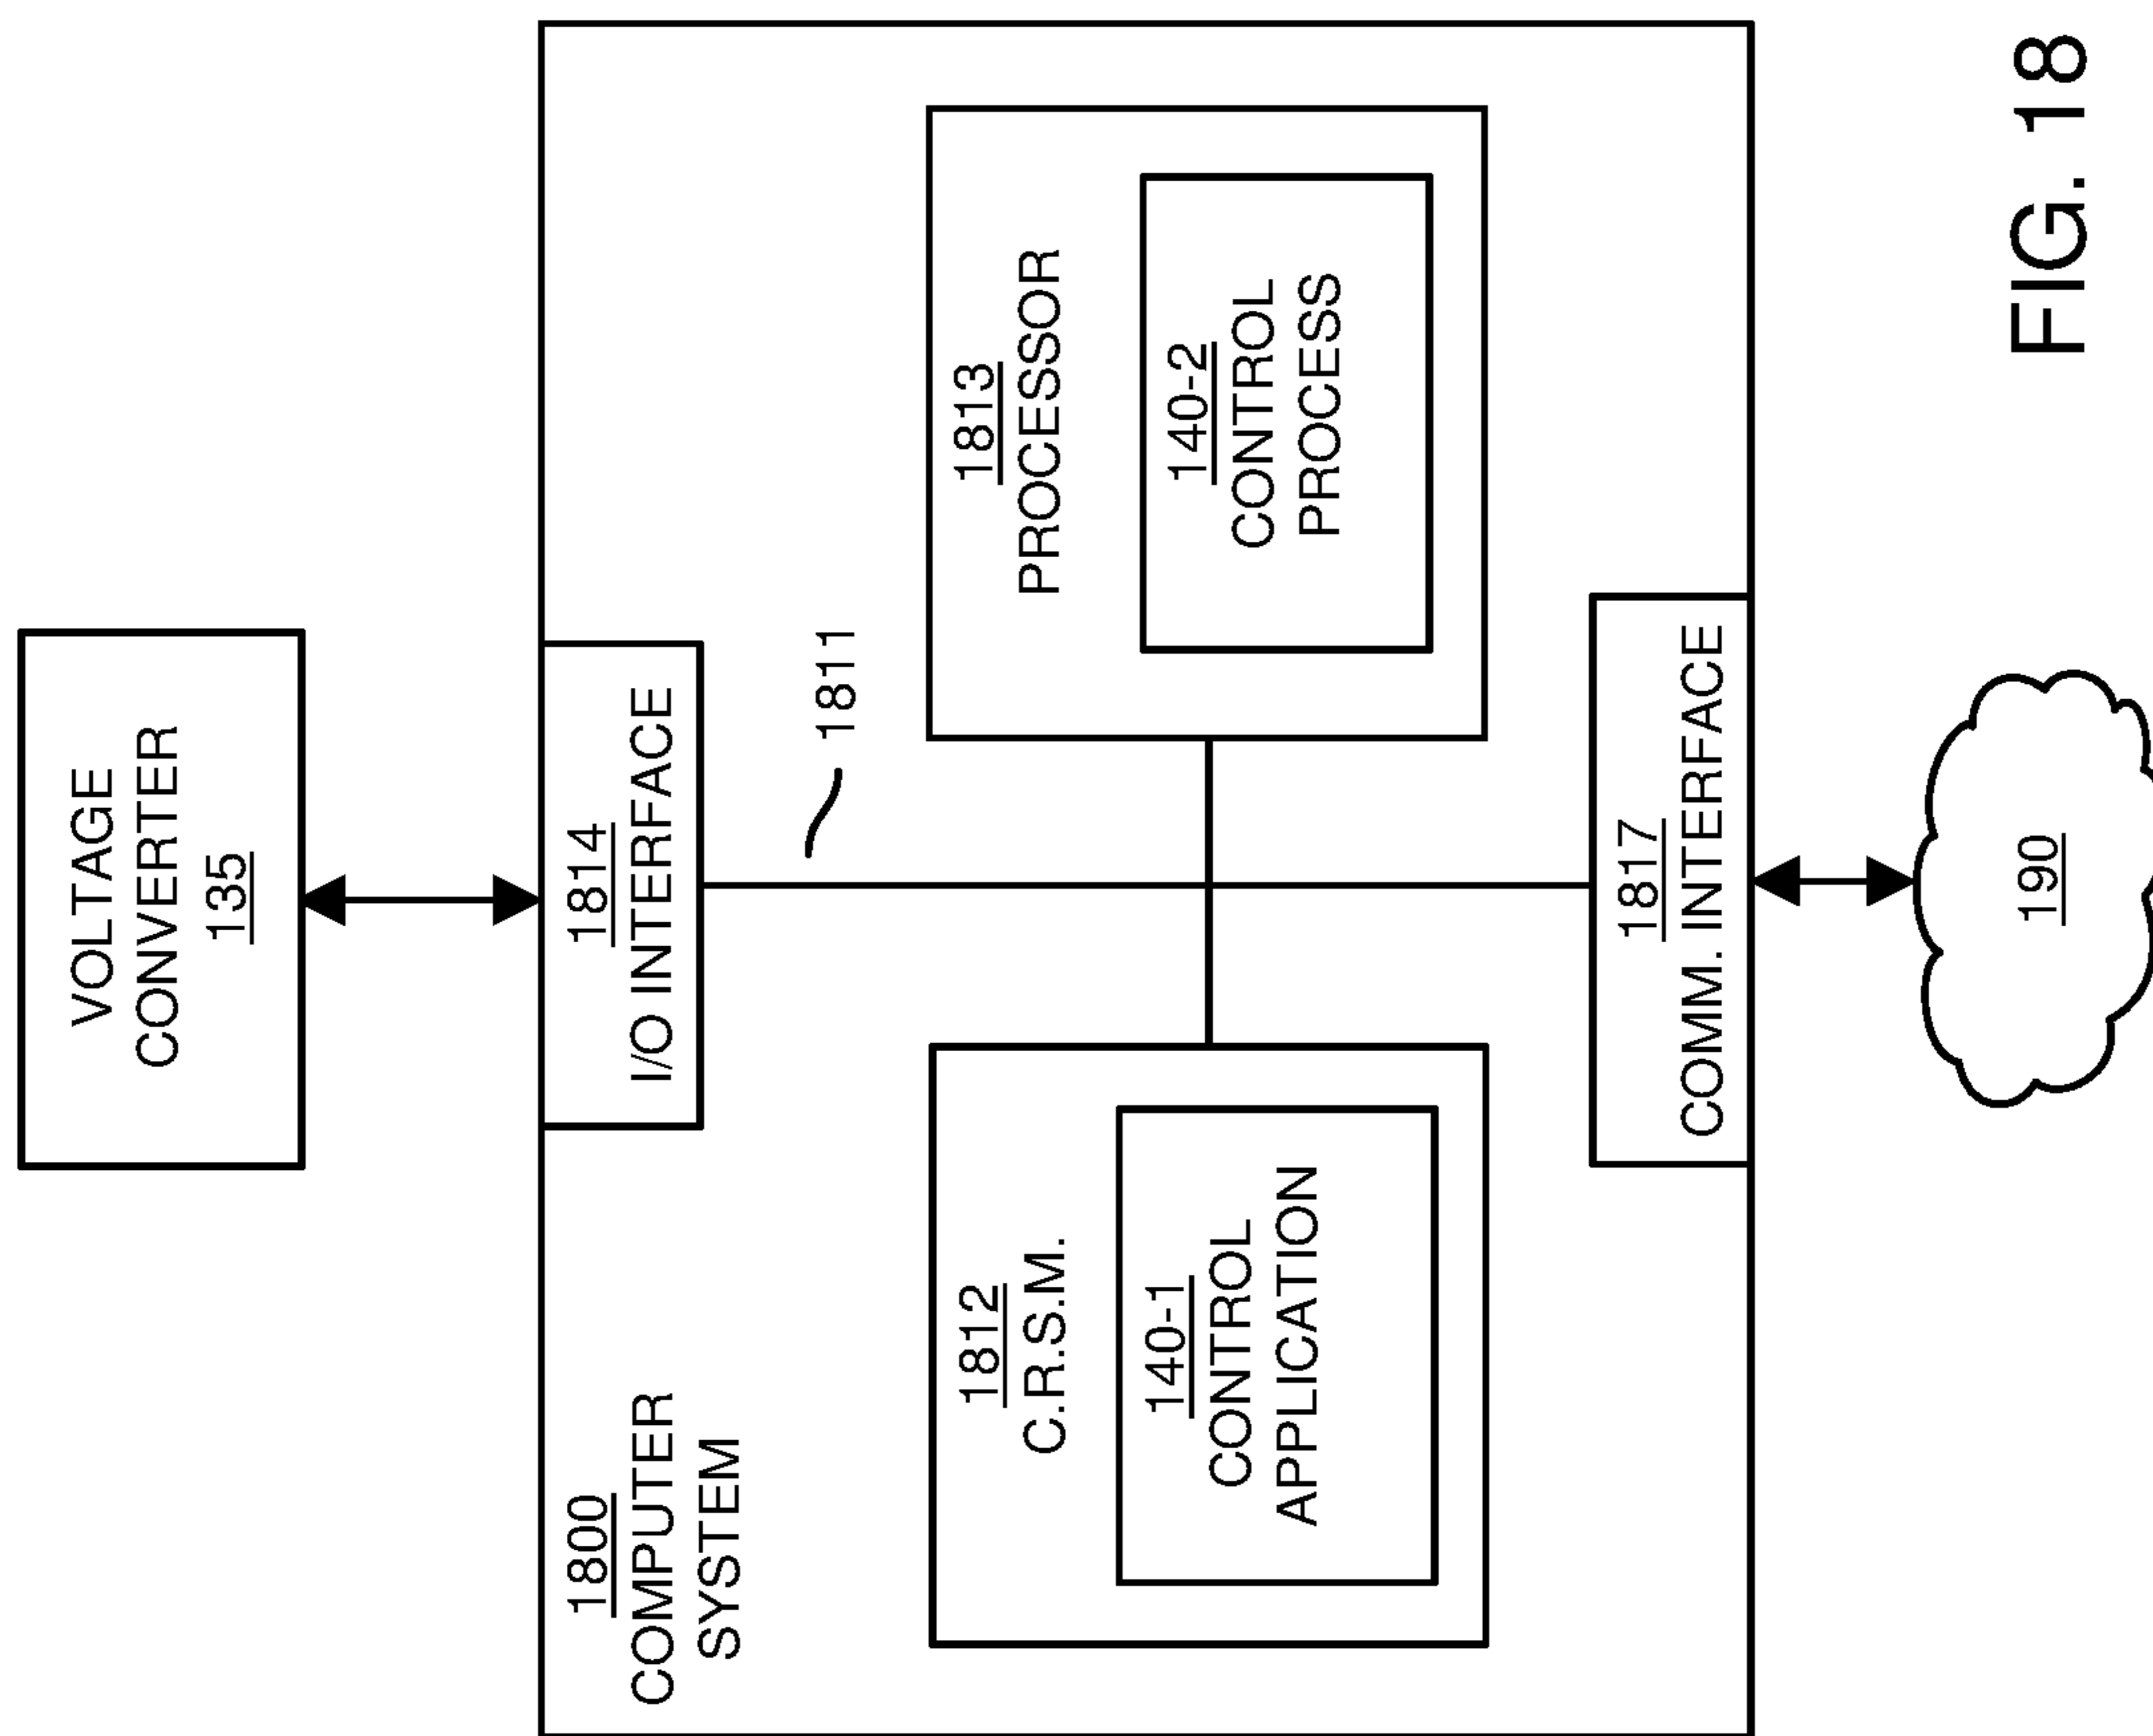 VOLTAGE
CONVERTER
135
1800
COMPUTER
SYSTEM
1814
I/O INTERFACE
1811
1812
C.R.S.M.
140-1
CONTROL
APPLICATION
1813
PROCESSOR
140-2
CONTROL
PROCESS
1817
COMM. INTERFACE
190
FIG. 18